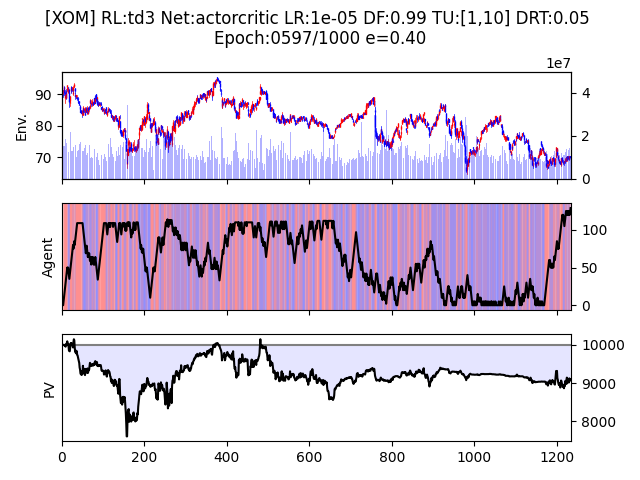 [XOM] RL:td3 Net:actorcritic LR:1e-05 DF:0.99 TU:[1,10] DRT:0.05
Epoch:0597/1000 e=0.40
1e7
Env.
90
80
70
4
2
0
Agent
100
50
0
PV
10000
9000
8000
0 200 400 600 800 1000 1200